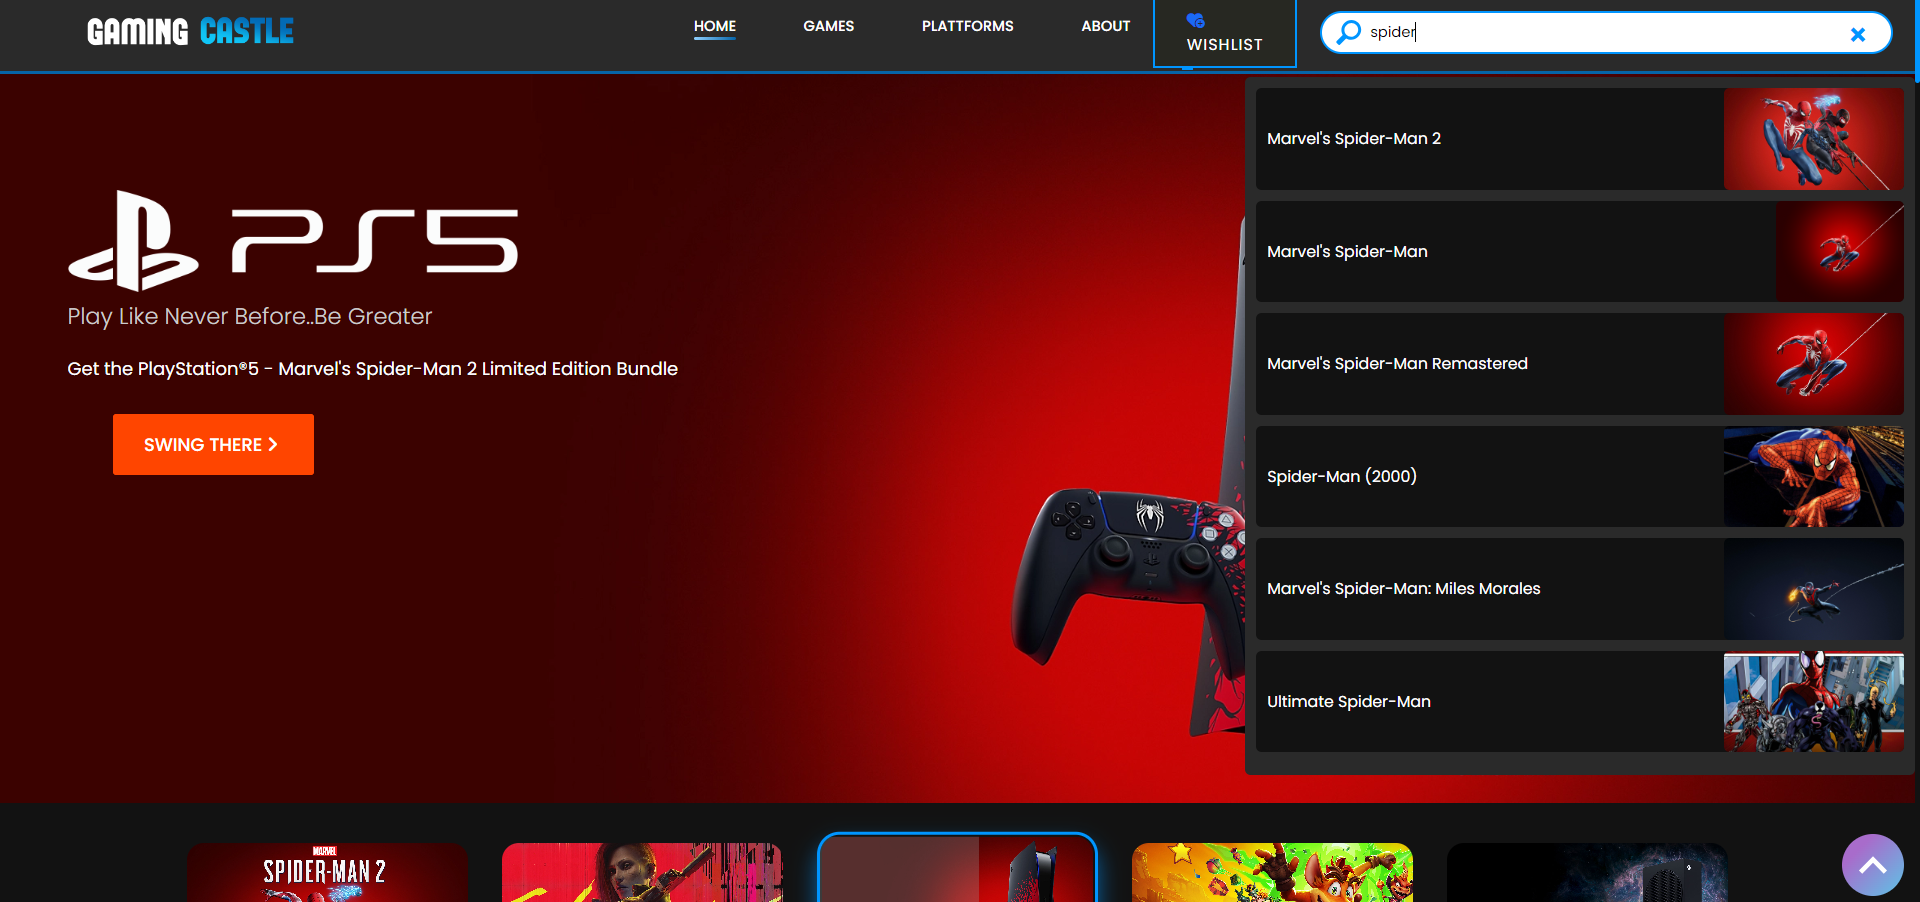 GAMING CASTLE
HOME
GAMES
PLATTFORMS
ABOUT
WISHLIST
spider
PS5
Play Like Never Before..Be Greater
Get the PlayStation®5 - Marvel's Spider-Man 2 Limited Edition Bundle
SWING THERE
Marvel's Spider-Man 2
Marvel's Spider-Man
Marvel's Spider-Man Remastered
Spider-Man (2000)
Marvel's Spider-Man: Miles Morales
Ultimate Spider-Man
MARVEL
SPIDER-MAN 2